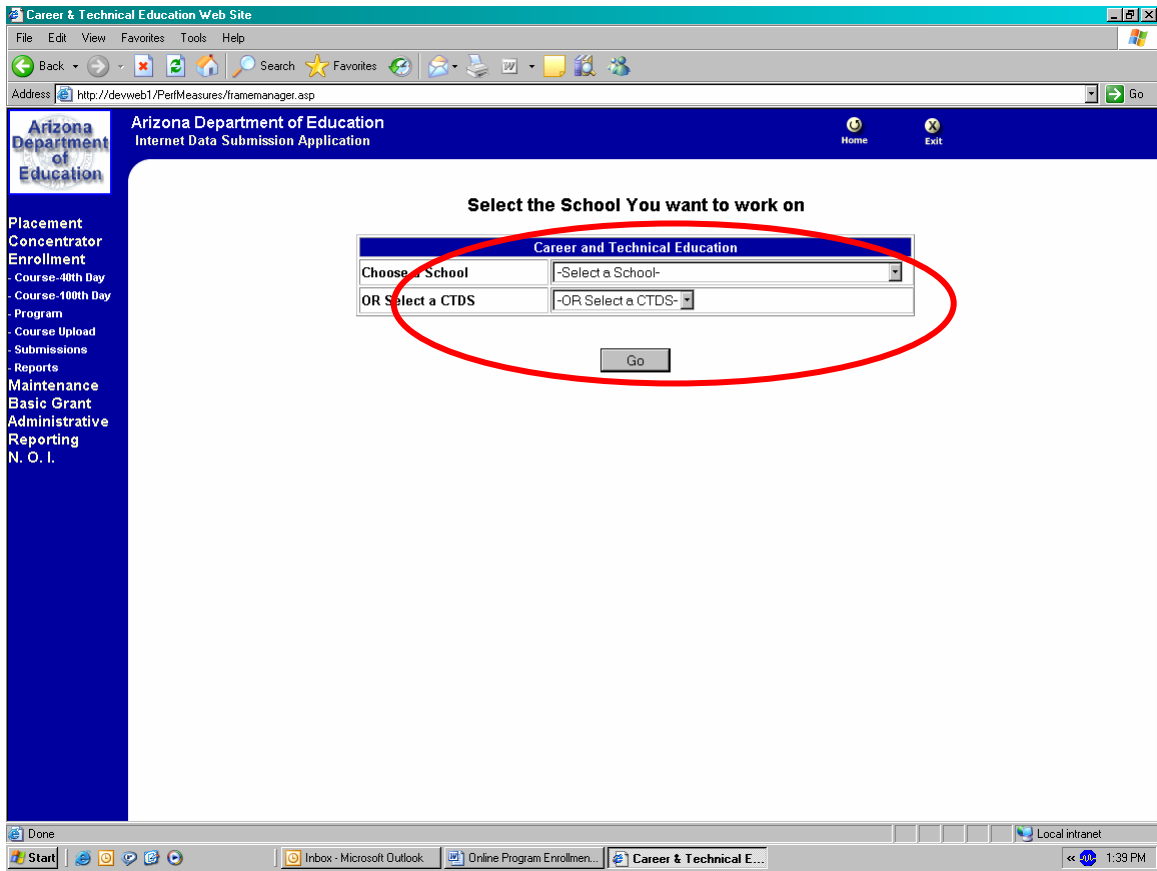 Career & Technical Education Web Site
File Edit View Favorites Tools Help
Back Search Favorites
Address http://devweb1/PerfMeasures/framemanager.asp Go
Arizona
Department
of
Education
Arizona Department of Education
Internet Data Submission Application
Home Exit
Placement
Concentrator
Enrollment
- Course-40th Day
- Course-100th Day
- Program
- Course Upload
- Submissions
- Reports
Maintenance
Basic Grant
Administrative
Reporting
N. O. I.
Select the School You want to work on
Career and Technical Education
Choose a School -Select a School-
OR Select a CTDS -OR Select a CTDS-
Go
Done Local intranet
Start Inbox - Microsoft Outlook Online Program Enrollmen... Career & Technical E... 1:39 PM